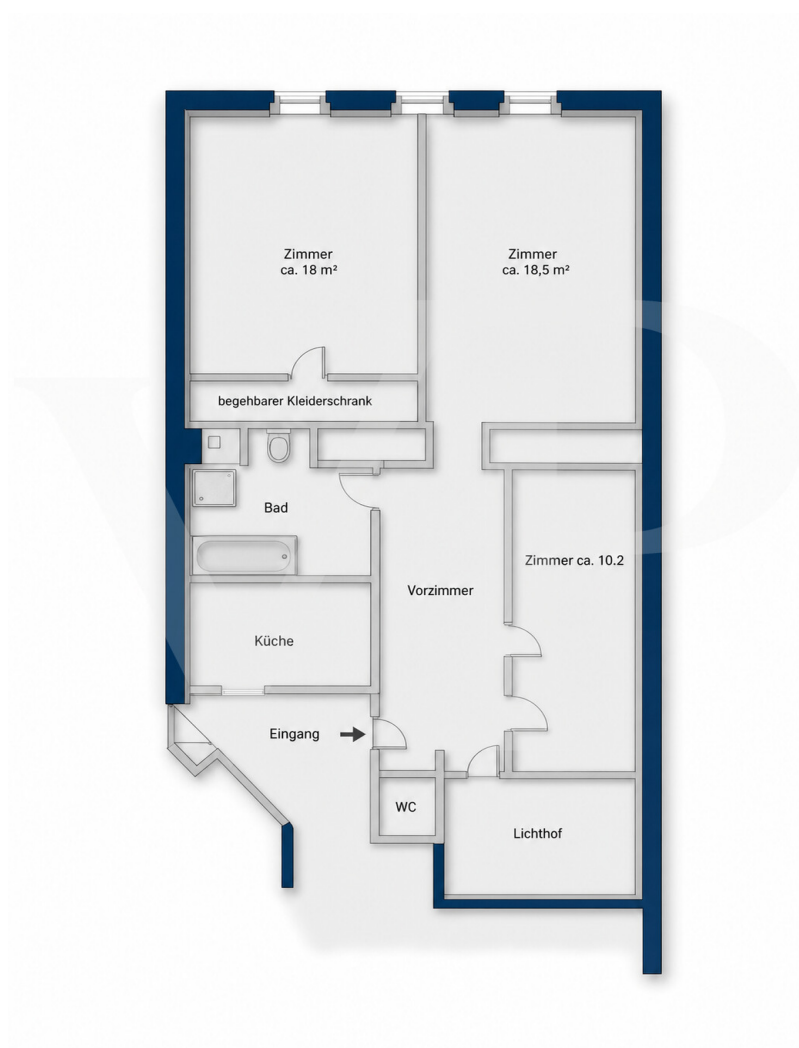 Zimmer
ca. 18 m²
Zimmer
ca. 18,5 m²
begehbarer Kleiderschrank
Bad
Zimmer ca. 10.2
Vorzimmer
Küche
Eingang
WC
Lichthof